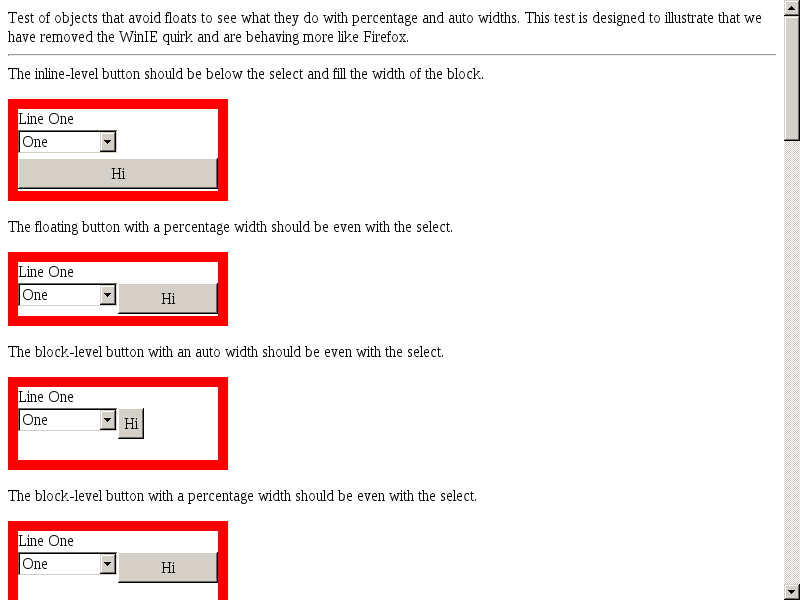 Test of objects that avoid floats to see what they do with percentage and auto widths. This test is designed to illustrate that we
have removed the WinIE quirk and are behaving more like Firefox.
The inline-level button should be below the select and fill the width of the block.
Line One
One
Hi
The floating button with a percentage width should be even with the select.
Line One
One Hi
The block-level button with an auto width should be even with the select.
Line One
One Hi
The block-level button with a percentage width should be even with the select.
Line One
One Hi